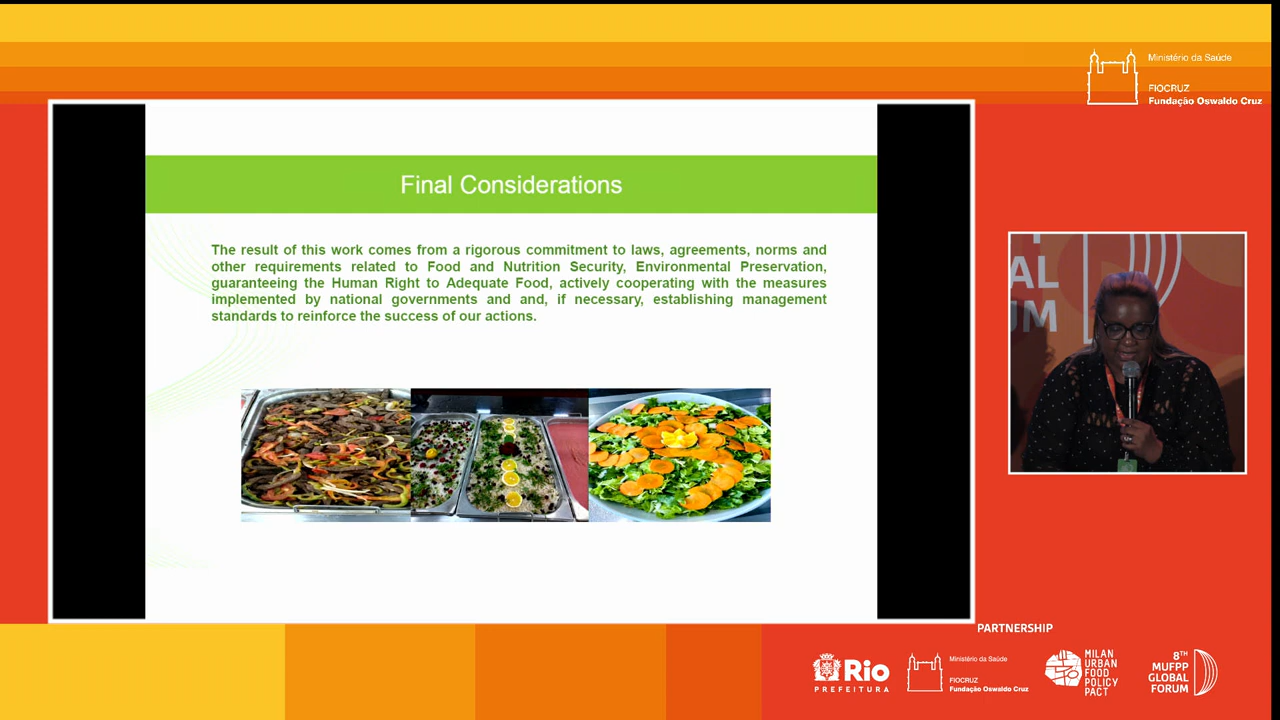 Ministério da Saúde
FIOCRUZ
Fundação Oswaldo Cruz
Final Considerations
The result of this work comes from a rigorous commitment to laws, agreements, norms and
other requirements related to Food and Nutrition Security, Environmental Preservation,
guaranteeing the Human Right to Adequate Food, actively cooperating with the measures
implemented by national governments and and, if necessary, establishing management
standards to reinforce the success of our actions.
AL
UM
PARTNERSHIP
Rio
PREFEITURA
Ministério da Saúde
FIOCRUZ
Fundação Oswaldo Cruz
MILAN
URBAN
FOOD
POLICY
PACT
8TH
MUFPP
GLOBAL
FORUM